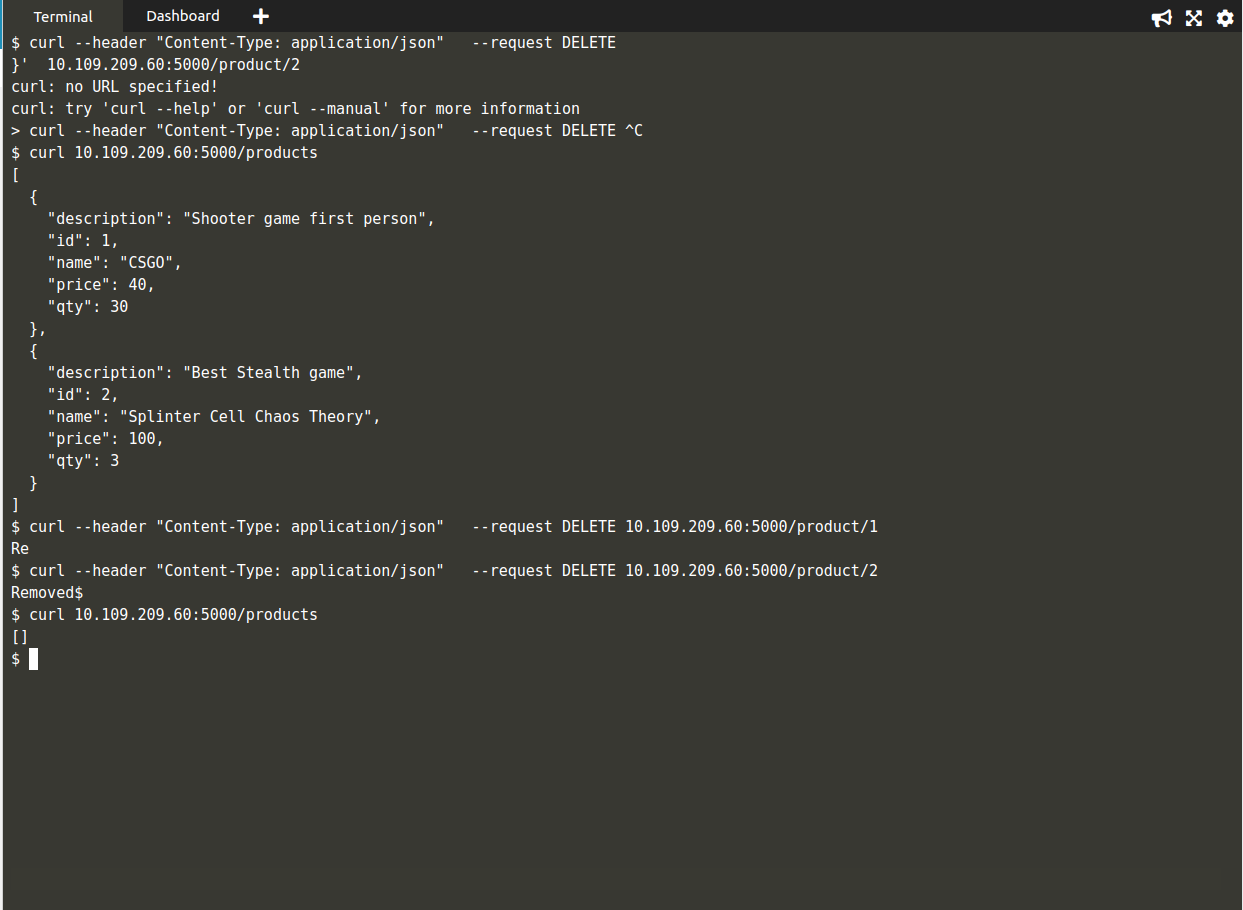 Terminal Dashboard
$ curl --header "Content-Type: application/json"   --request DELETE
}'  10.109.209.60:5000/product/2
curl: no URL specified!
curl: try 'curl --help' or 'curl --manual' for more information
> curl --header "Content-Type: application/json"   --request DELETE ^C
$ curl 10.109.209.60:5000/products
[
  {
    "description": "Shooter game first person",
    "id": 1,
    "name": "CSGO",
    "price": 40,
    "qty": 30
  },
  {
    "description": "Best Stealth game",
    "id": 2,
    "name": "Splinter Cell Chaos Theory",
    "price": 100,
    "qty": 3
  }
]
$ curl --header "Content-Type: application/json"   --request DELETE 10.109.209.60:5000/product/1
Re
$ curl --header "Content-Type: application/json"   --request DELETE 10.109.209.60:5000/product/2
Removed$
$ curl 10.109.209.60:5000/products
[]
$